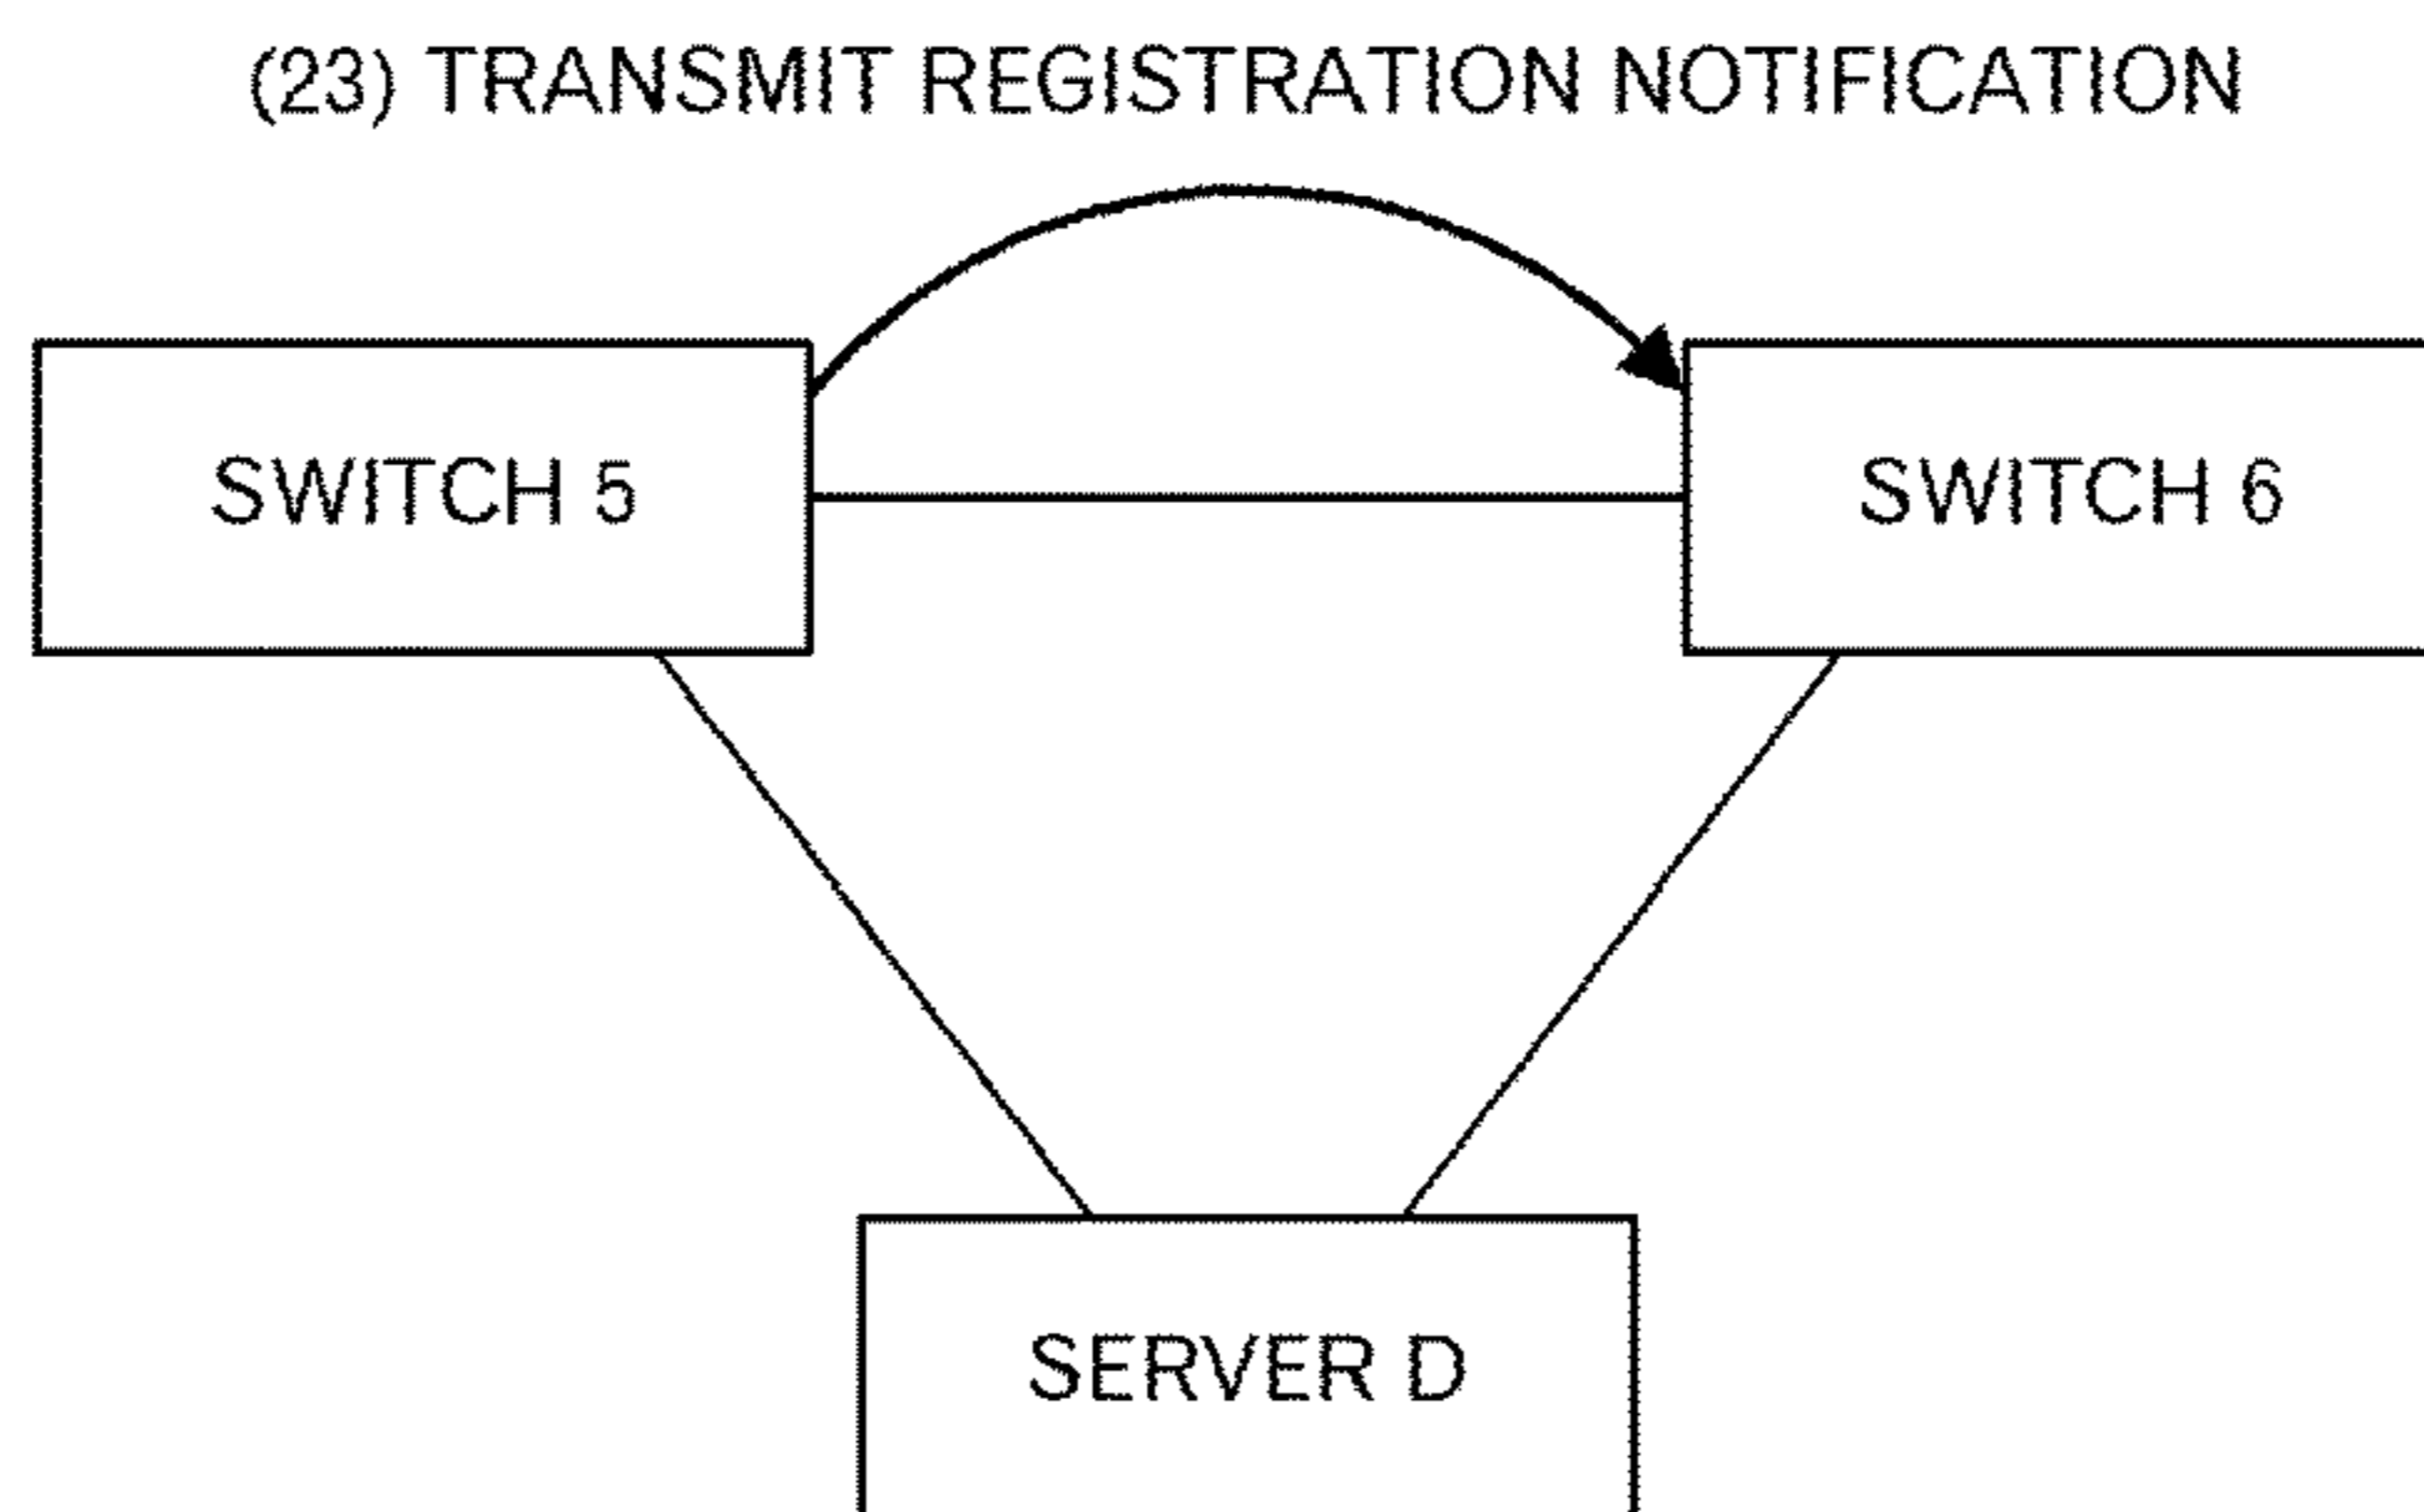 (23) TRANSMIT REGISTRATION NOTIFICATION
SWITCH 5
SWITCH 6
SERVER D